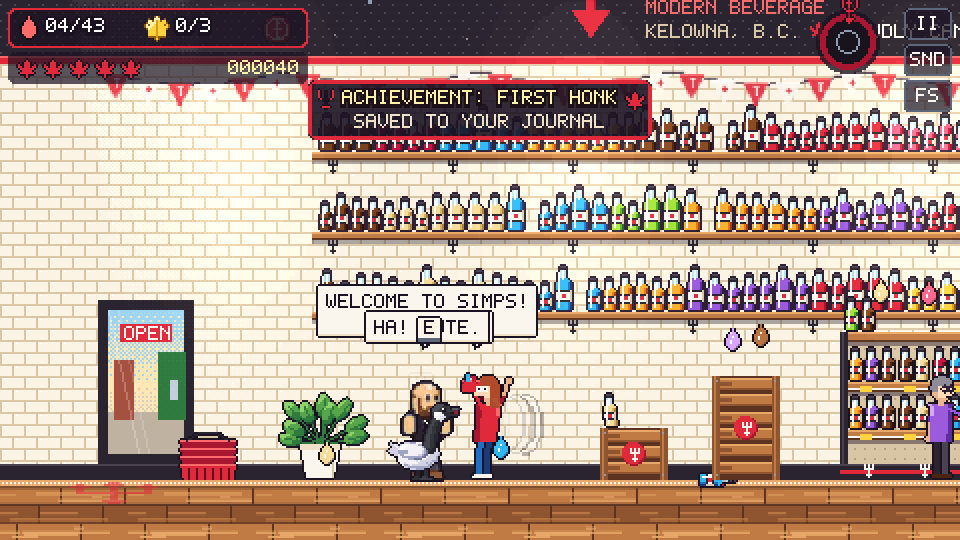 04/43 0/3
000040
MODERN BEVERAGE
KELOWNA, B.C.
II
SND
FS
ACHIEVEMENT: FIRST HONK
SAVED TO YOUR JOURNAL
WELCOME TO SIMPS!
HA! E TE.
OPEN